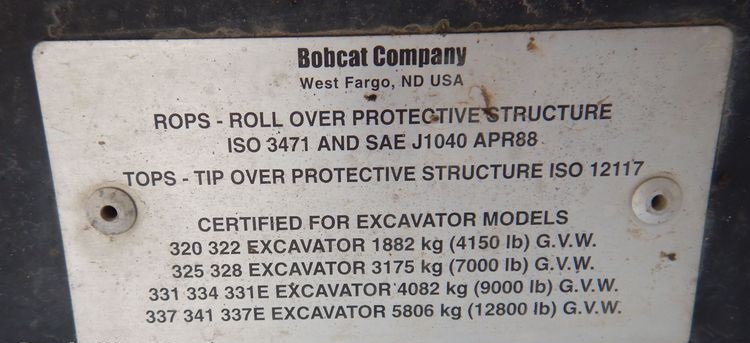 Bobcat Company
West Fargo, ND USA
ROPS - ROLL OVER PROTECTIVE STRUCTURE
ISO 3471 AND SAE J1040 APR88
TOPS - TIP OVER PROTECTIVE STRUCTURE ISO 12117
CERTIFIED FOR EXCAVATOR MODELS
320 322 EXCAVATOR 1882 kg (4150 lb) G.V.W.
325 328 EXCAVATOR 3175 kg (7000 lb) G.V.W.
331 334 331E EXCAVATOR 4082 kg (9000 lb) G.V.W.
337 341 337E EXCAVATOR 5806 kg (12800 lb) G.V.W.